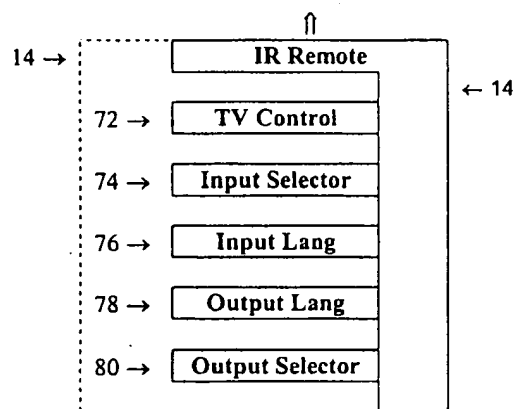 ⇑
14 → IR Remote
← 14
72 → TV Control
74 → Input Selector
76 → Input Lang
78 → Output Lang
80 → Output Selector